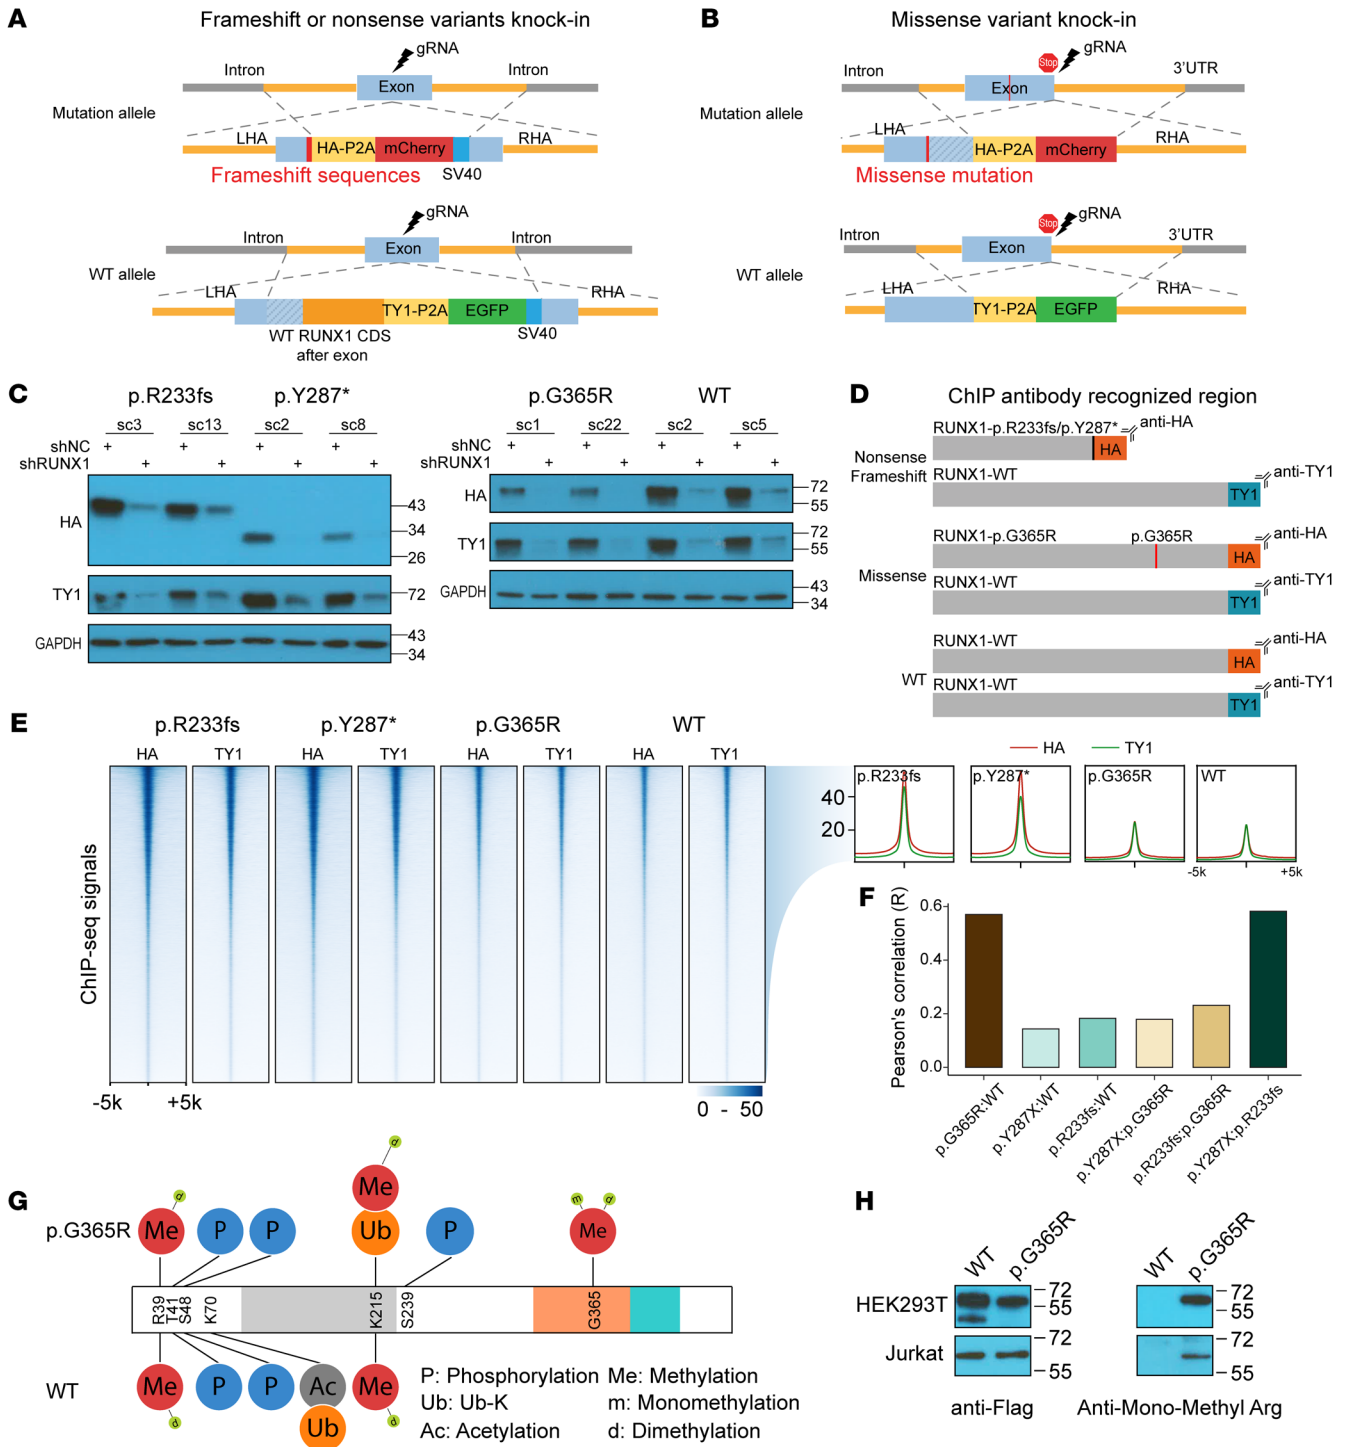 A
Frameshift or nonsense variants knock-in
gRNA
Intron
Exon
Intron
Mutation allele
LHA
HA-P2A
mCherry
RHA
Frameshift sequences
SV40
gRNA
Intron
Exon
Intron
WT allele
LHA
TY1-P2A
EGFP
RHA
WT RUNX1 CDS
after exon
SV40
B
Missense variant knock-in
Stop
gRNA
Intron
Exon
3'UTR
Mutation allele
LHA
HA-P2A
mCherry
RHA
Missense mutation
Stop
gRNA
Intron
Exon
3'UTR
WT allele
LHA
TY1-P2A
EGFP
RHA
C
p.R233fs
p.Y287*
sc3
sc13
sc2
sc8
shNC
+
+
+
+
shRUNX1
+
+
+
+
HA
43
34
26
TY1
72
GAPDH
43
34
p.G365R
WT
sc1
sc22
sc2
sc5
shNC
+
+
+
+
shRUNX1
+
+
+
+
HA
72
55
TY1
72
55
GAPDH
43
34
D
ChIP antibody recognized region
RUNX1-p.R233fs/p.Y287*
anti-HA
Nonsense
Frameshift
HA
RUNX1-WT
anti-TY1
TY1
RUNX1-p.G365R
p.G365R
anti-HA
HA
Missense
RUNX1-WT
anti-TY1
TY1
RUNX1-WT
anti-HA
HA
WT
RUNX1-WT
anti-TY1
TY1
E
p.R233fs
p.Y287*
p.G365R
WT
HA
TY1
HA
TY1
HA
TY1
HA
TY1
ChIP-seq signals
-5k
+5k
0 - 50
HA
TY1
p.R233fs
p.Y287*
p.G365R
WT
40
20
-5k
+5k
F
Pearson's correlation (R)
0.6
0.4
0.2
0.0
p.G365R:WT
p.Y287X:WT
p.R233fs:WT
p.Y287X:p.G365R
p.R233fs:p.G365R
p.Y287X:p.R233fs
G
p.G365R
d
Me
P
P
d
Me
Ub
P
m
d
Me
R39
T41
S48
K70
K215
S239
G365
WT
Me
d
P
P
Ac
Ub
Me
d
P: Phosphorylation
Me: Methylation
Ub: Ub-K
m: Monomethylation
Ac: Acetylation
d: Dimethylation
H
WT
p.G365R
WT
p.G365R
HEK293T
72
55
72
55
Jurkat
72
55
72
55
anti-Flag
Anti-Mono-Methyl Arg